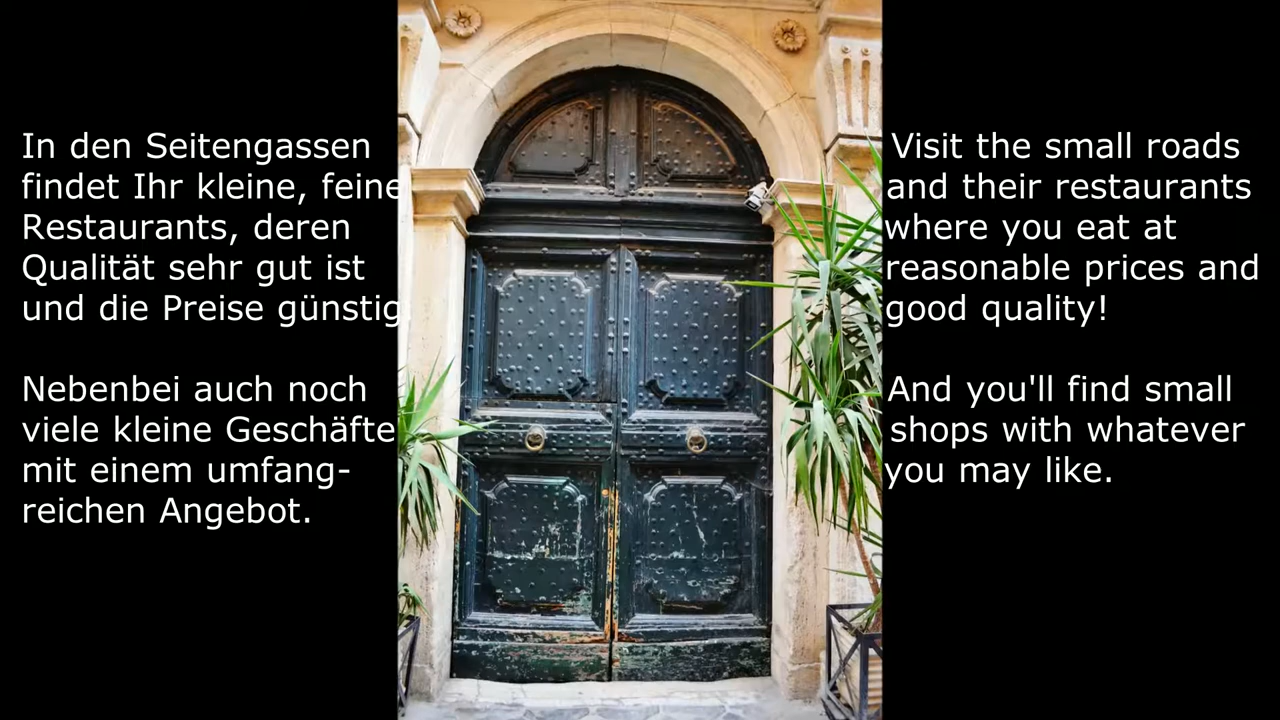 In den Seitengassen
findet Ihr kleine, feine
Restaurants, deren
Qualität sehr gut ist
und die Preise günstig.
Nebenbei auch noch
viele kleine Geschäfte
mit einem umfang-
reichen Angebot.
Visit the small roads
and their restaurants
where you eat at
reasonable prices and
good quality!
And you'll find small
shops with whatever
you may like.